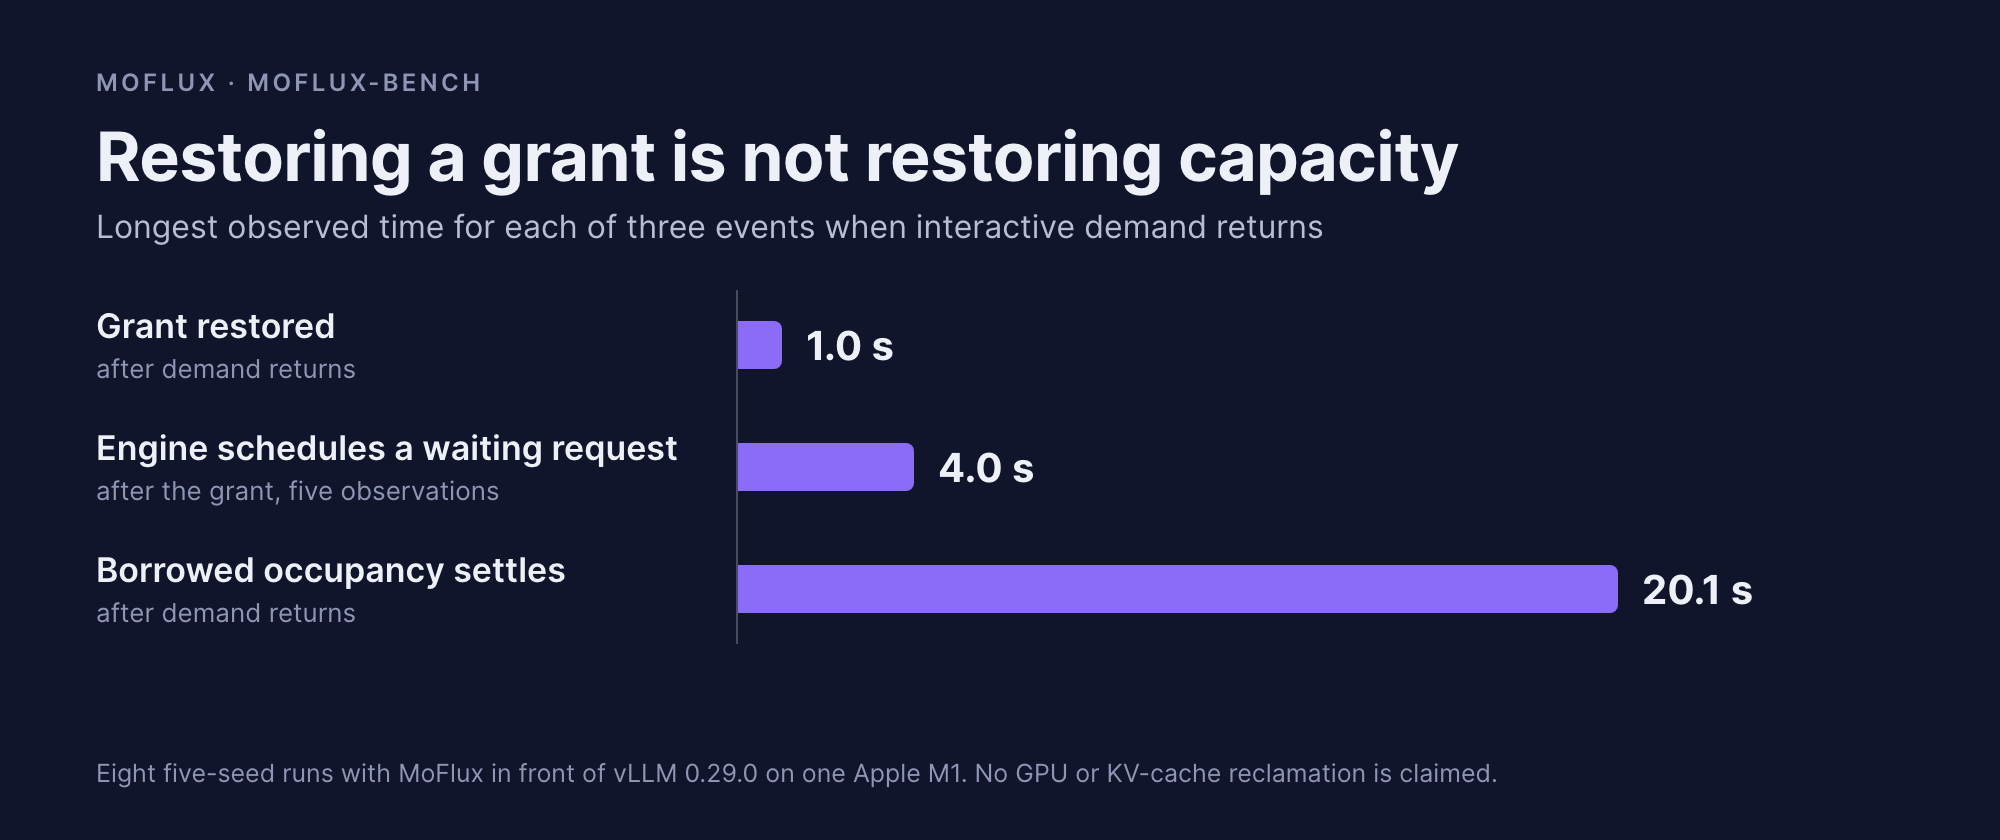 MOFLUX · MOFLUX-BENCH
Restoring a grant is not restoring capacity
Longest observed time for each of three events when interactive demand returns
Grant restored
after demand returns
1.0 s
Engine schedules a waiting request
after the grant, five observations
4.0 s
Borrowed occupancy settles
after demand returns
20.1 s
Eight five-seed runs with MoFlux in front of vLLM 0.29.0 on one Apple M1. No GPU or KV-cache reclamation is claimed.